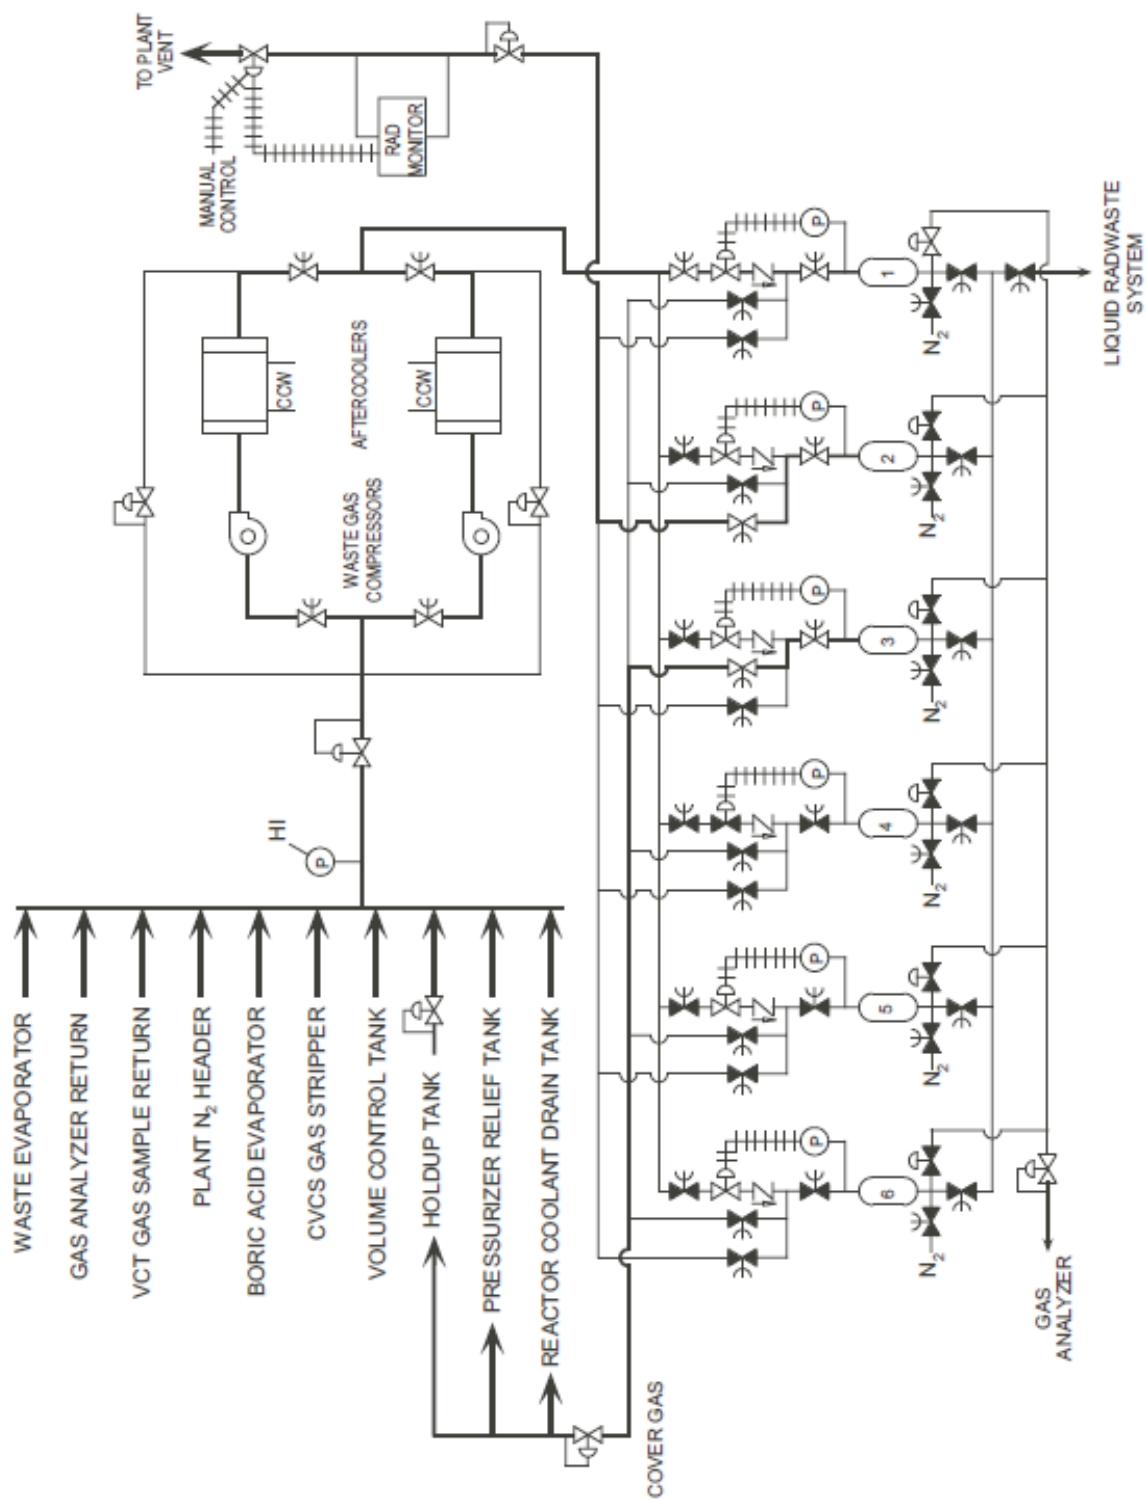 WASTE EVAPORATOR
GAS ANALYZER RETURN
VCT GAS SAMPLE RETURN
PLANT N2 HEADER
BORIC ACID EVAPORATOR
CVCS GAS STRIPPER
VOLUME CONTROL TANK
HOLDUP TANK
PRESSURIZER RELIEF TANK
REACTOR COOLANT DRAIN TANK
COVER GAS
HI
P
WASTE GAS
COMPRESSORS
AFTERCOOLERS
CCW
CCW
TO PLANT
VENT
MANUAL
CONTROL
RAD
MONITOR
P
P
P
P
P
P
6
5
4
3
2
1
N2
N2
N2
N2
N2
N2
GAS
ANALYZER
LIQUID RADWASTE
SYSTEM